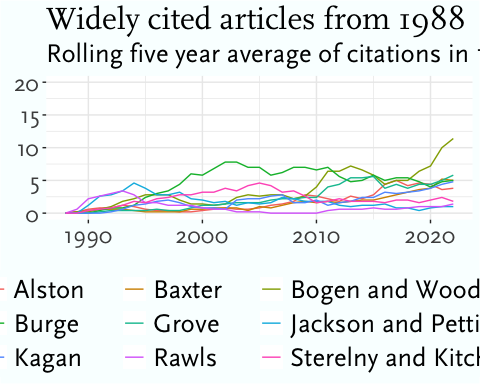 Widely cited articles from 1988
Rolling five year average of citations in
20
15
10
5
0
1990 2000 2010 2020
Alston Baxter Bogen and Wood
Burge Grove Jackson and Petti
Kagan Rawls Sterelny and Kitch